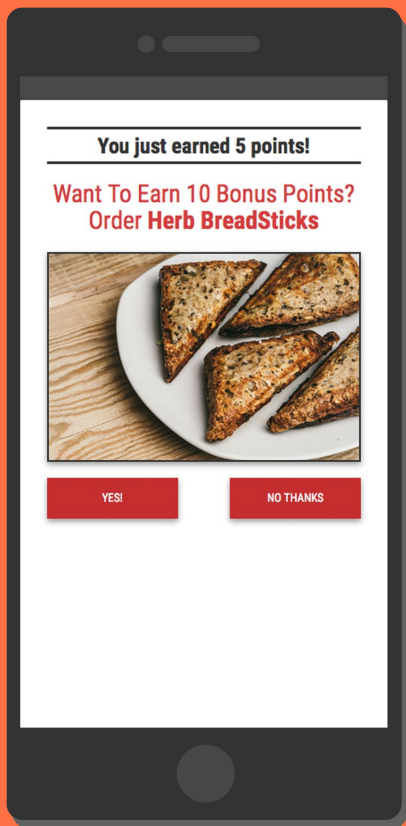 You just earned 5 points!
Want To Earn 10 Bonus Points?
Order Herb BreadSticks
YES!
NO THANKS